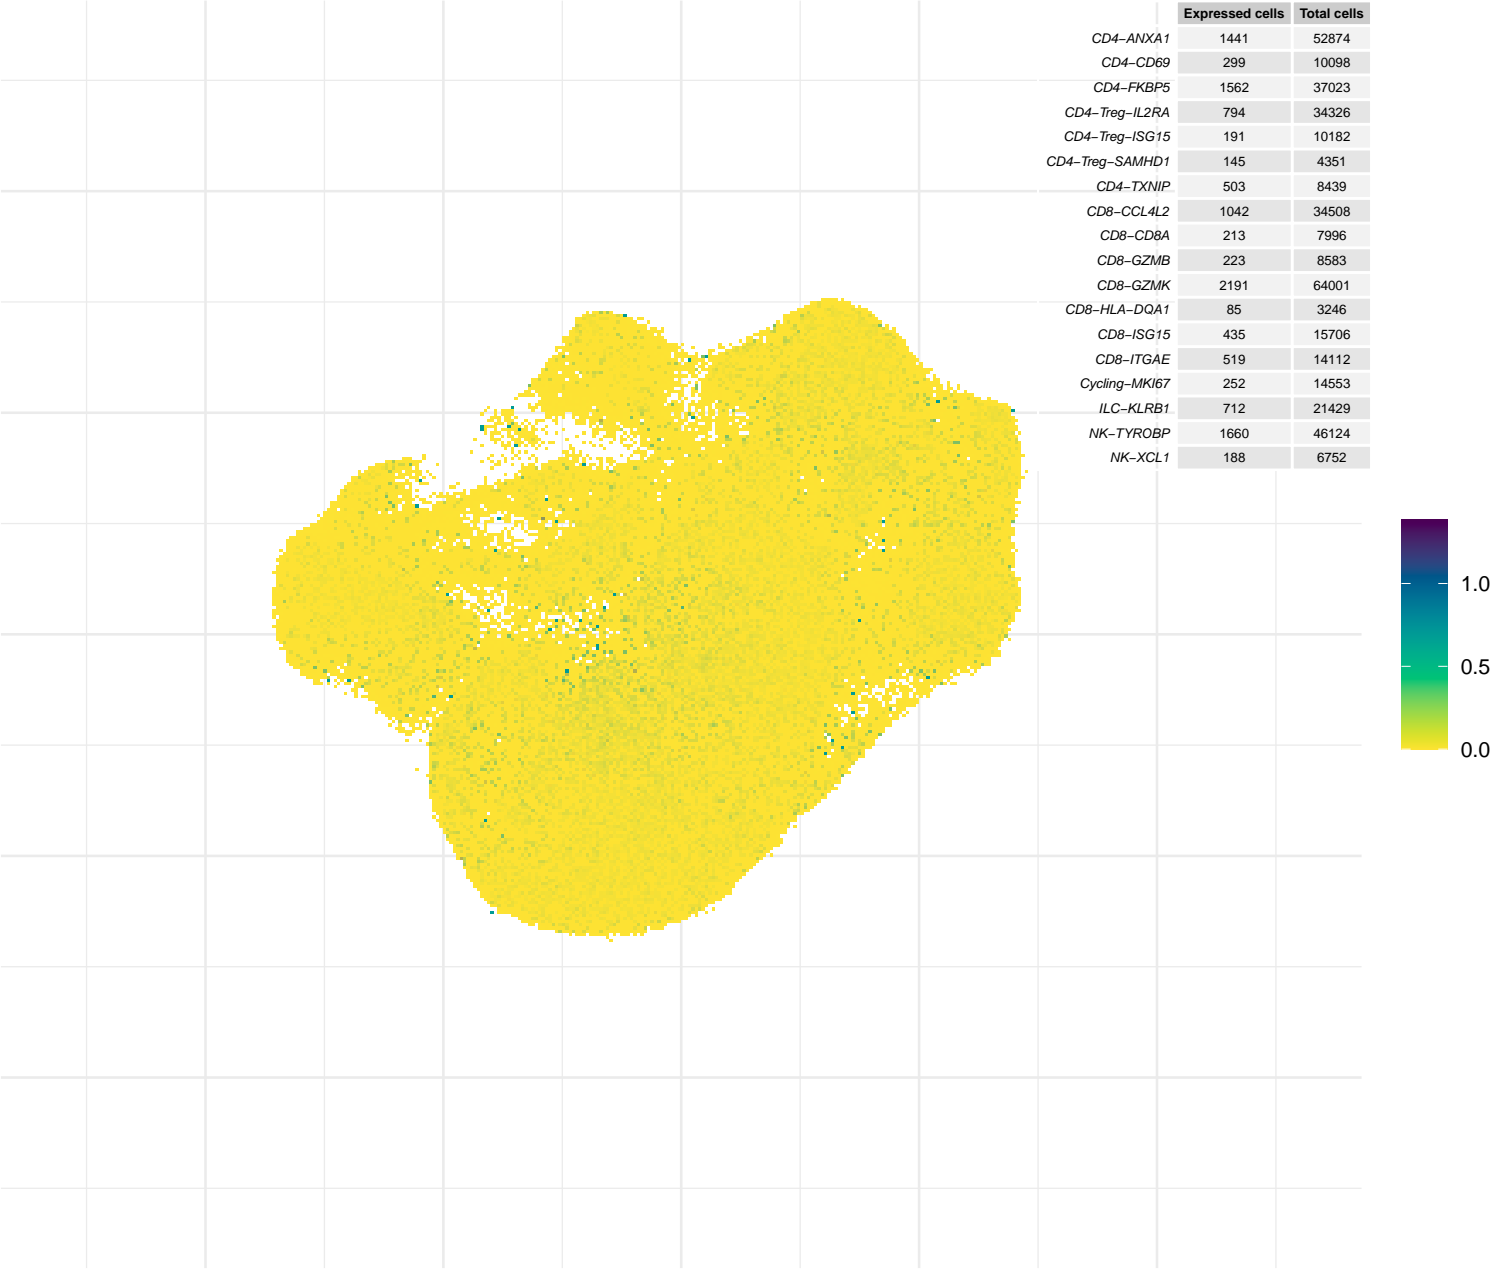 Expressed cells Total cells
CD4−ANXA1 1441 52874
CD4−CD69 299 10098
CD4−FKBP5 1562 37023
CD4−Treg−IL2RA 794 34326
CD4−Treg−ISG15 191 10182
CD4−Treg−SAMHD1 145 4351
CD4−TXNIP 503 8439
CD8−CCL4L2 1042 34508
CD8−CD8A 213 7996
CD8−GZMB 223 8583
CD8−GZMK 2191 64001
CD8−HLA−DQA1 85 3246
CD8−ISG15 435 15706
CD8−ITGAE 519 14112
Cycling−MKI67 252 14553
ILC−KLRB1 712 21429
NK−TYROBP 1660 46124
NK−XCL1 188 6752
1.0
0.5
0.0